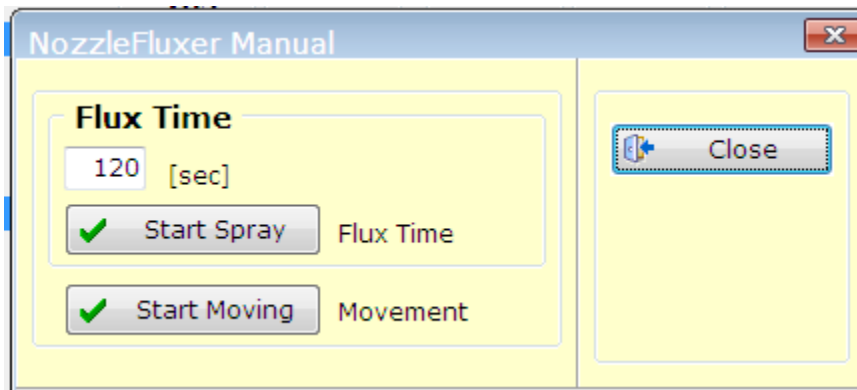 NozzleFluxer Manual
Flux Time
120 [sec]
Start Spray Flux Time
Start Moving Movement
Close